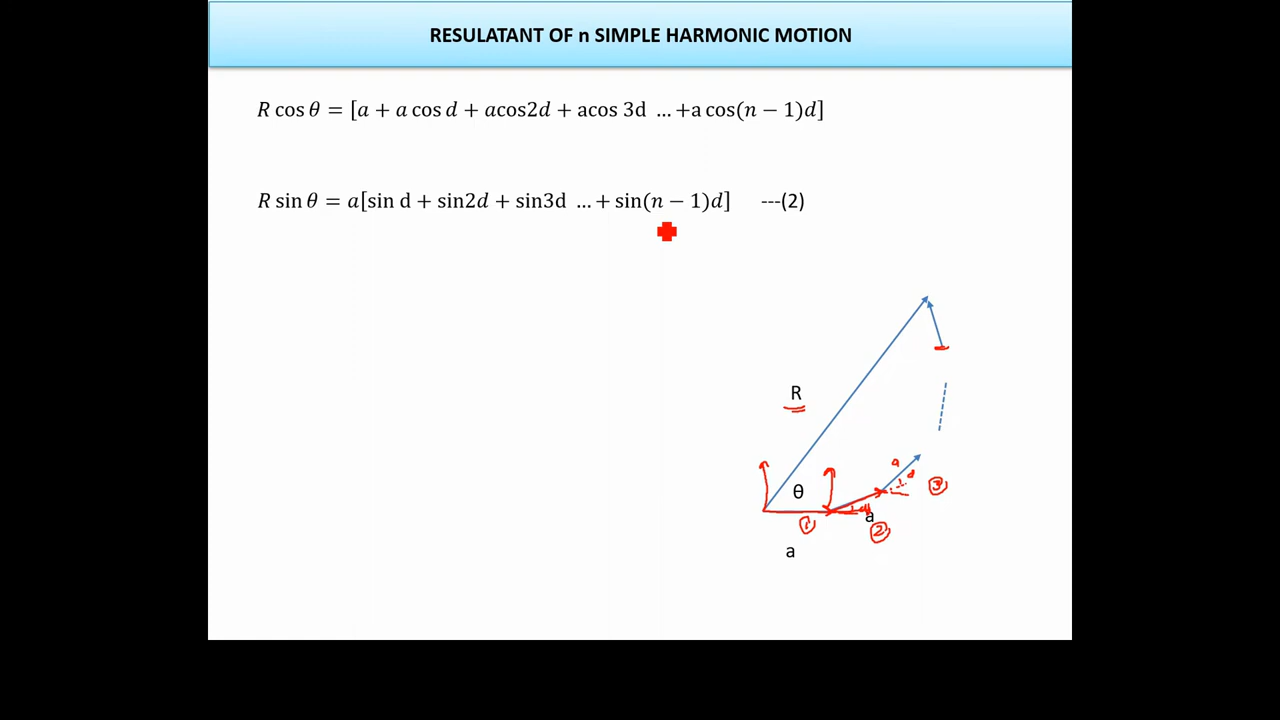 RESULATANT OF n SIMPLE HARMONIC MOTION
R cos θ = [a + a cos d + acos2d + acos 3d ... +a cos(n − 1)d]
R sin θ = a[sin d + sin2d + sin3d ... + sin(n − 1)d] ---(2)
R
a
d
θ
3
1
a
2
a